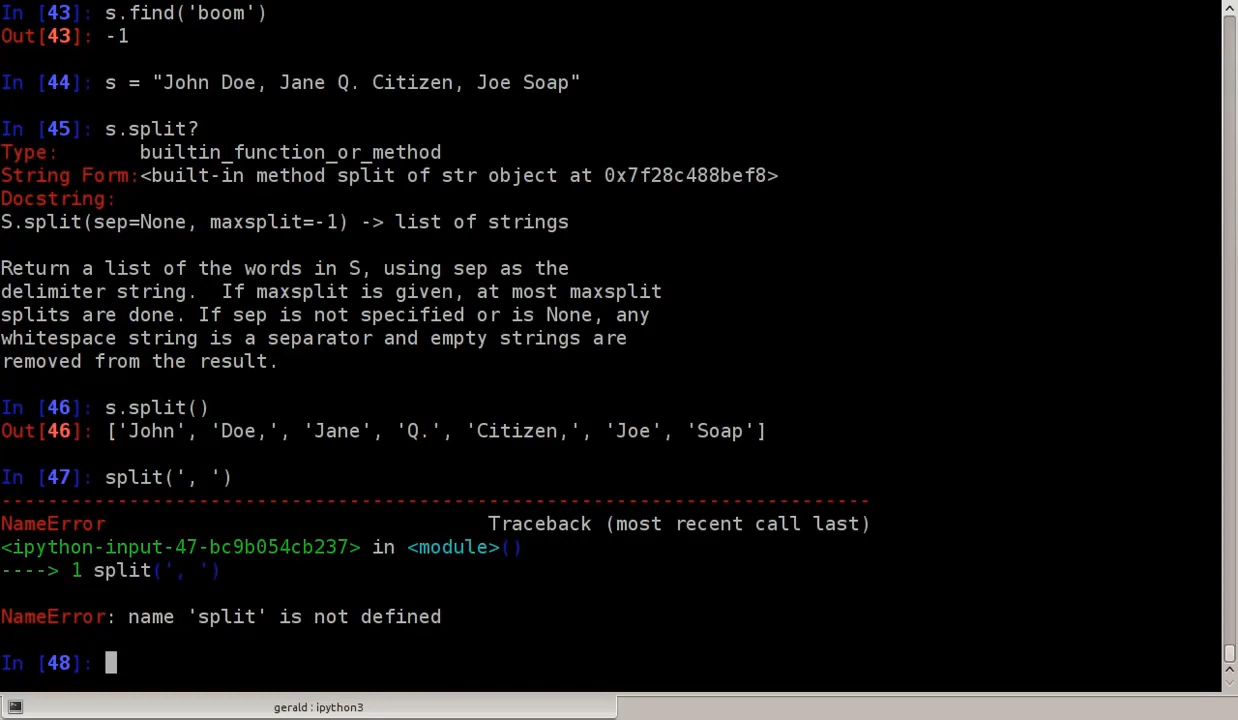 In [43]: s.find('boom')
Out[43]: -1
In [44]: s = "John Doe, Jane Q. Citizen, Joe Soap"
In [45]: s.split?
Type:       builtin_function_or_method
String Form:<built-in method split of str object at 0x7f28c488bef8>
Docstring:
S.split(sep=None, maxsplit=-1) -> list of strings
Return a list of the words in S, using sep as the
delimiter string.  If maxsplit is given, at most maxsplit
splits are done. If sep is not specified or is None, any
whitespace string is a separator and empty strings are
removed from the result.
In [46]: s.split()
Out[46]: ['John', 'Doe,', 'Jane', 'Q.', 'Citizen,', 'Joe', 'Soap']
In [47]: split(', ')
---------------------------------------------------------------------------
NameError                                 Traceback (most recent call last)
<ipython-input-47-bc9b054cb237> in <module>()
----> 1 split(', ')
NameError: name 'split' is not defined
In [48]:
gerald : ipython3